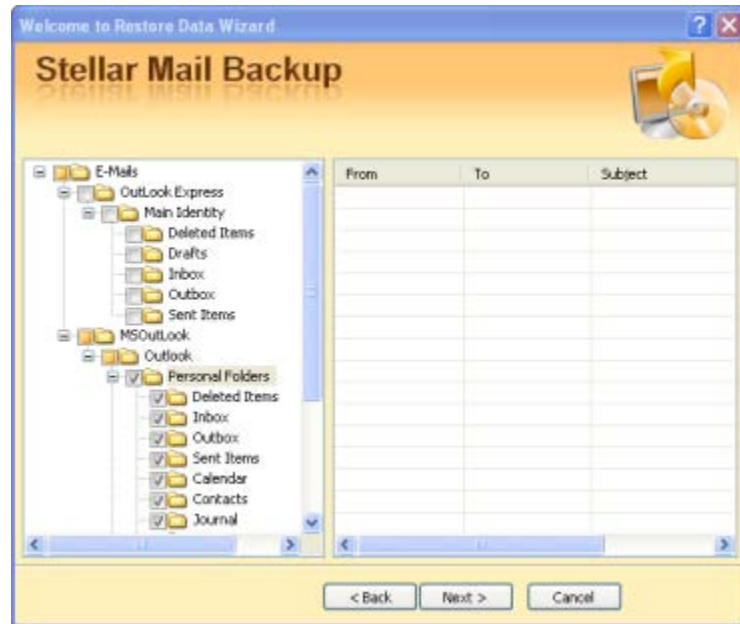 Welcome to Restore Data Wizard
Stellar Mail Backup
E-Mails
OutLook Express
Main Identity
Deleted Items
Drafts
Inbox
Outbox
Sent Items
MSOutLook
Outlook
Personal Folders
Deleted Items
Inbox
Outbox
Sent Items
Calendar
Contacts
Journal
From To Subject
< Back Next > Cancel